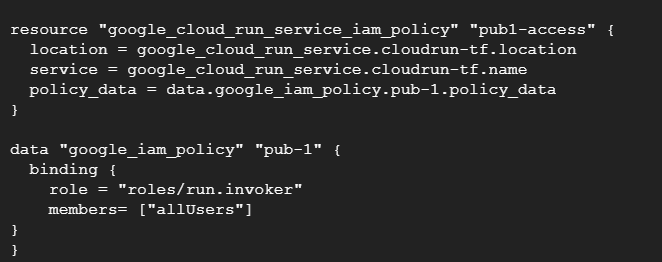 resource "google_cloud_run_service_iam_policy" "pub1-access" {
  location = google_cloud_run_service.cloudrun-tf.location
  service = google_cloud_run_service.cloudrun-tf.name
  policy_data = data.google_iam_policy.pub-1.policy_data
}
data "google_iam_policy" "pub-1" {
  binding {
    role = "roles/run.invoker"
    members= ["allUsers"]
}
}